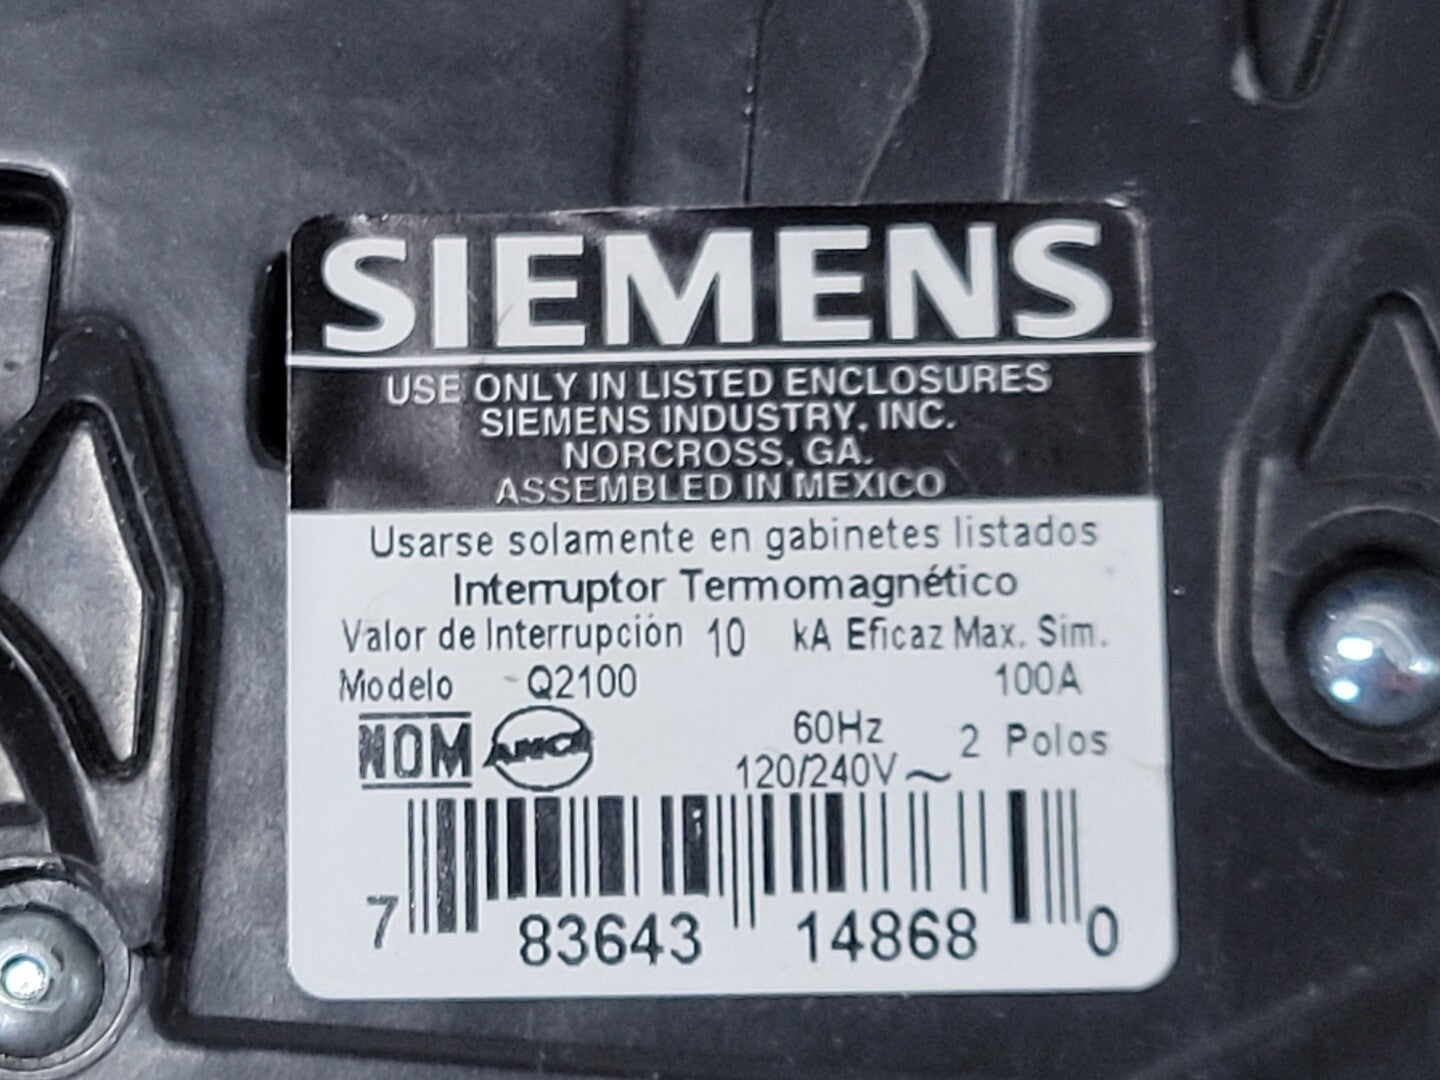 SIEMENS
USE ONLY IN LISTED ENCLOSURES
SIEMENS INDUSTRY, INC.
NORCROSS, GA.
ASSEMBLED IN MEXICO
Usarse solamente en gabinetes listados
Interruptor Termomagnético
Valor de Interrupción 10 kA Eficaz Max. Sim.
Modelo Q2100 100A
NOM ANCE 60Hz 2 Polos
120/240V ~
7 83643 14868 0